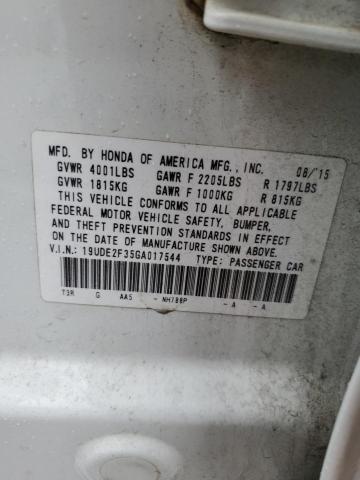 MFD. BY HONDA OF AMERICA MFG., INC. 08/'15
GVWR 4001LBS GAWR F 2205LBS R 1797LBS
GVWR 1815KG GAWR F 1000KG R 815KG
THIS VEHICLE CONFORMS TO ALL APPLICABLE
FEDERAL MOTOR VEHICLE SAFETY, BUMPER,
AND THEFT PREVENTION STANDARDS IN EFFECT
ON THE DATE OF MANUFACTURE SHOWN ABOVE.
V.I.N.: 19UDE2F35GA017544 TYPE: PASSENGER CAR
T3R G AA5 - NH788P - A - A